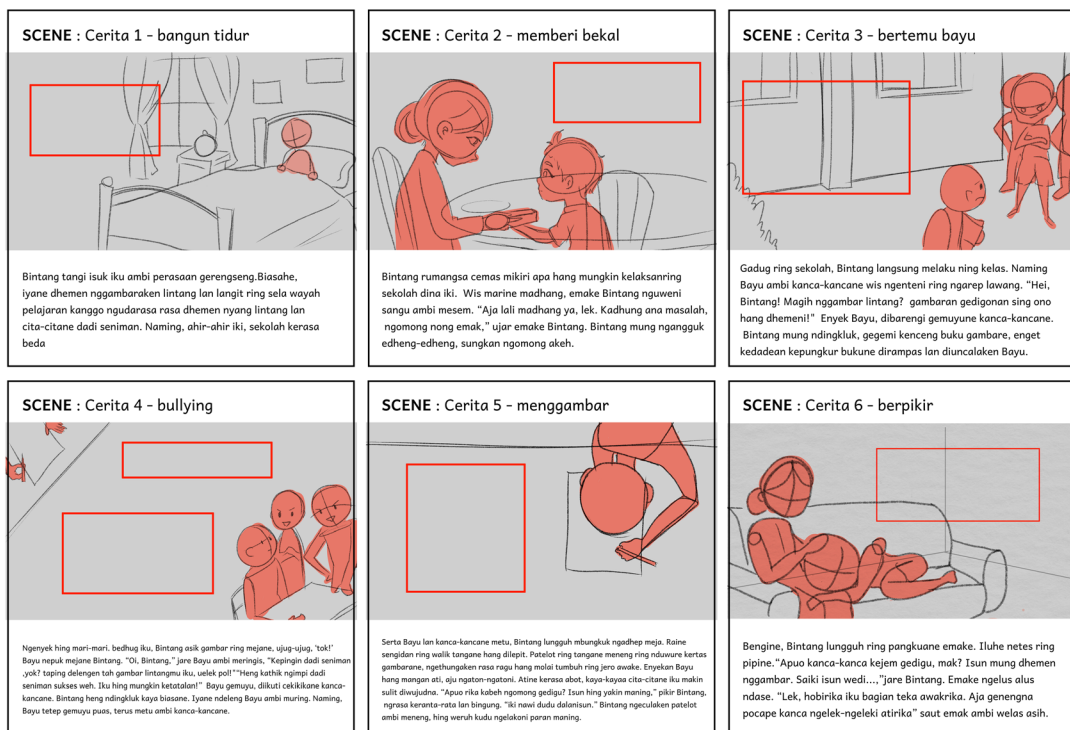 SCENE : Cerita 1 - bangun tidur
Bintang tangi isuk iku ambi perasaan gerengseng.Biasahe,
iyane dhemen nggambaraken lintang lan langit ring sela wayah
pelajaran kanggo ngudarasa rasa dhemen nyang lintang lan
cita-citane dadi seniman. Naming, ahir-ahir iki, sekolah kerasa
beda
SCENE : Cerita 2 - memberi bekal
Bintang rumangsa cemas mikiri apa hang mungkin kelaksanring
sekolah dina iki.  Wis marine madhang, emake Bintang nguweni
sangu ambi mesem. “Aja lali madhang ya, lek. Kadhung ana masalah,
ngomong nong emak,” ujar emake Bintang. Bintang mung ngangguk
edheng-edheng, sungkan ngomong akeh.
SCENE : Cerita 3 - bertemu bayu
Gadug ring sekolah, Bintang langsung melaku ning kelas. Naming
Bayu ambi kanca-kancane wis ngenteni ring ngarep lawang. “Hei,
Bintang! Magih nggambar lintang?  gambaran gedigonan sing ono
hang dhemeni!”  Enyek Bayu, dibarengi gemuyune kanca-kancane.
Bintang mung ndingkluk, gegemi kenceng buku gambare, enget
kedadean kepungkur bukune dirampas lan diuncalaken Bayu.
SCENE : Cerita 4 - bullying
Ngenyek hing mari-mari. bedhug iku, Bintang asik gambar ring mejane, ujug-ujug, 'tok!'
Bayu nepuk mejane Bintang. “Oi, Bintang,” jare Bayu ambi meringis, “Kepingin dadi seniman
,yok? taping delengen tah gambar lintangmu iku, uelek pol!"“Heng kathik ngimpi dadi
seniman sukses weh. Iku hing mungkin ketatalan!”  Bayu gemuyu, diikuti cekikikane kanca-
kancane. Bintang heng ndingkluk kaya biasane. Iyane ndeleng Bayu ambi muring. Naming,
Bayu tetep gemuyu puas, terus metu ambi kanca-kancane.
SCENE : Cerita 5 - menggambar
Serta Bayu lan kanca-kancane metu, Bintang lungguh mbungkuk ngadhep meja. Raine
sengidan ring walik tangane hang dilepit. Patelot ring tangane meneng ring nduwure kertas
gambarane, ngethungaken rasa ragu hang molai tumbuh ring jero awake. Enyekan Bayu
hang mangan ati, aju ngaton-ngatoni. Atine kerasa abot, kaya-kayaa cita-citane iku makin
sulit diwujudna.  “Apuo rika kabeh ngomong gedigu? Isun hing yakin maning,” pikir Bintang,
ngrasa keranta-rata lan bingung. “iki nawi dudu dalanisun.” Bintang ngeculaken patelot
ambi meneng, hing weruh kudu ngelakoni paran maning.
SCENE : Cerita 6 - berpikir
Bengine, Bintang lungguh ring pangkuane emake. Iluhe netes ring
pipine.“Apuo kanca-kanca kejem gedigu, mak? Isun mung dhemen
nggambar. Saiki isun wedi...,”jare Bintang. Emake ngelus alus
ndase. “Lek, hobirika iku bagian teka awakrika. Aja genengna
pocape kanca ngelek-ngeleki atirika” saut emak ambi welas asih.